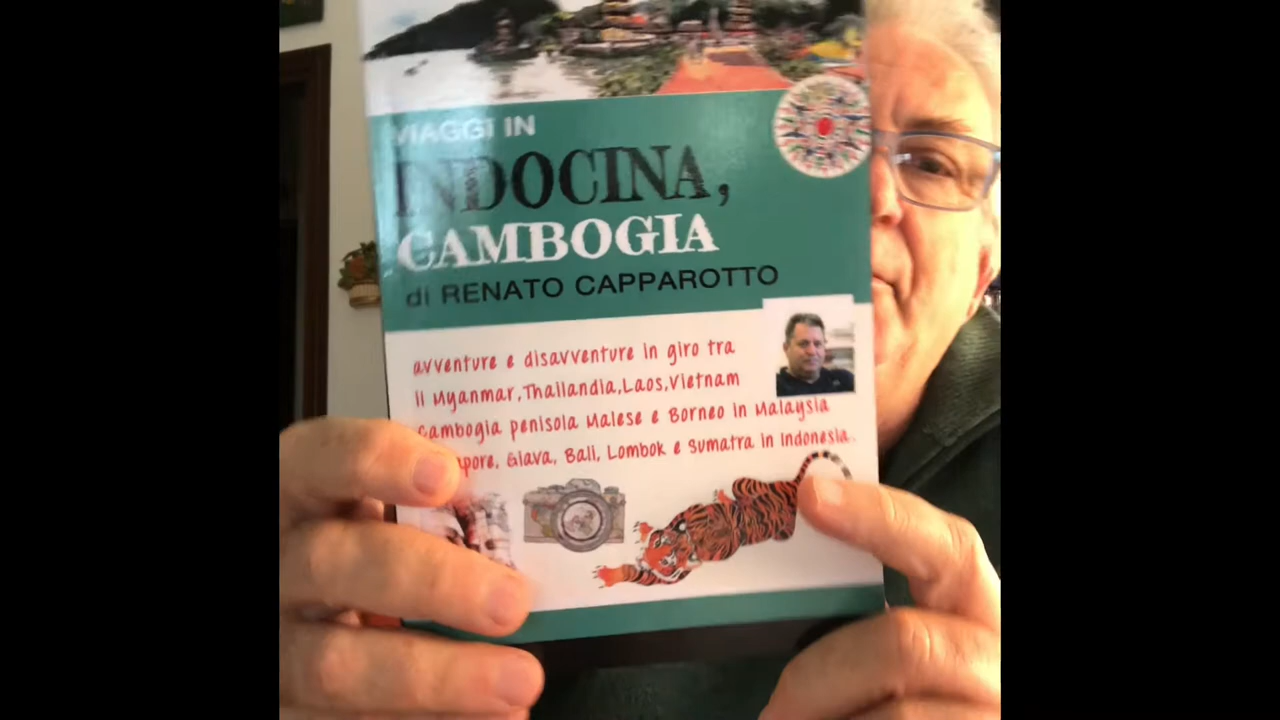 VIAGGI IN
INDOCINA,
CAMBOGIA
di RENATO CAPPAROTTO
avventure e disavventure in giro tra
il Myanmar, Thailandia, Laos, Vietnam
Cambogia penisola Malese e Borneo in Malaysia
Giava, Bali, Lombok e Sumatra in Indonesia.